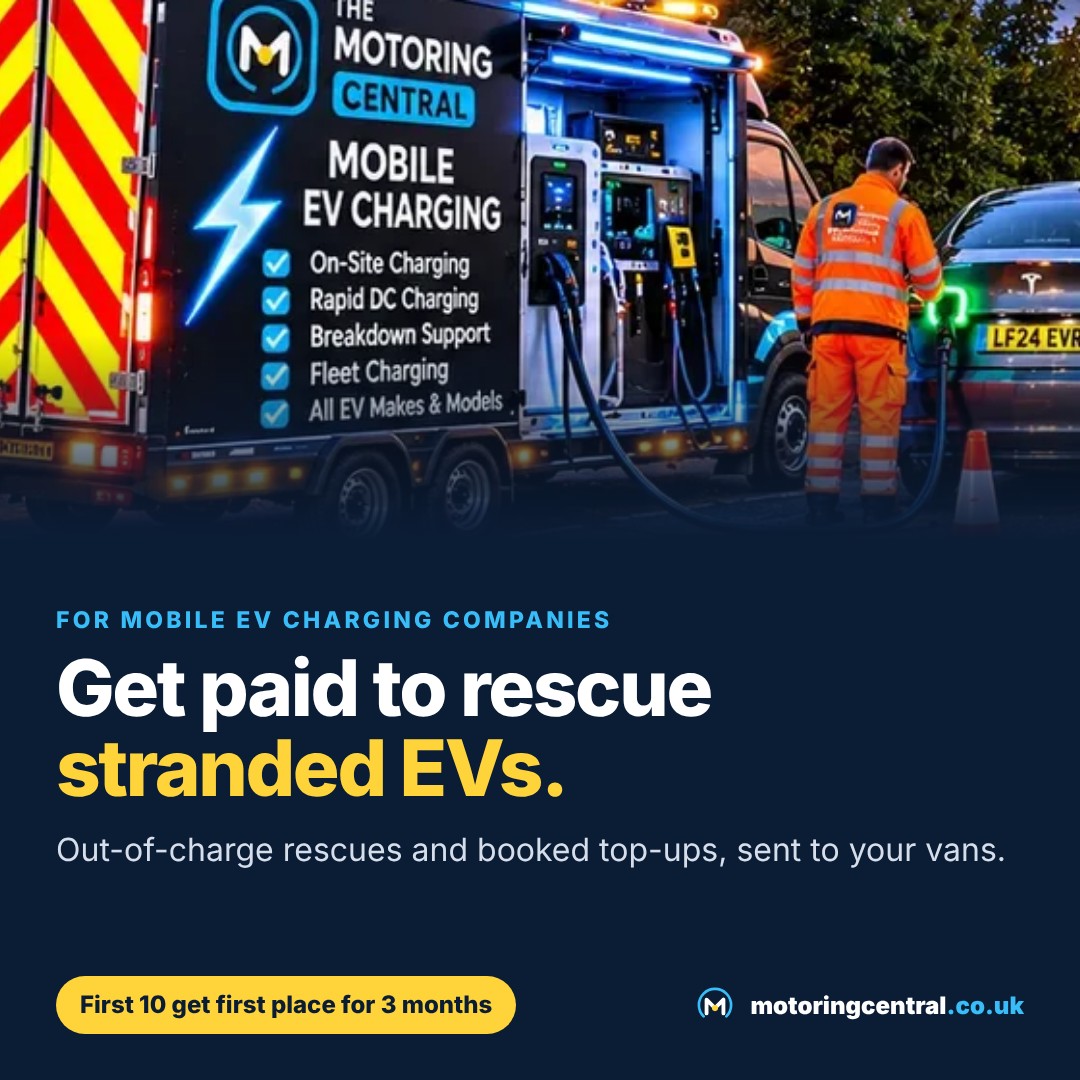 THE
MOTORING
CENTRAL
MOBILE
EV CHARGING
On-Site Charging
Rapid DC Charging
Breakdown Support
Fleet Charging
All EV Makes & Models
LF24 EVR
FOR MOBILE EV CHARGING COMPANIES
Get paid to rescue
stranded EVs.
Out-of-charge rescues and booked top-ups, sent to your vans.
First 10 get first place for 3 months
motoringcentral.co.uk